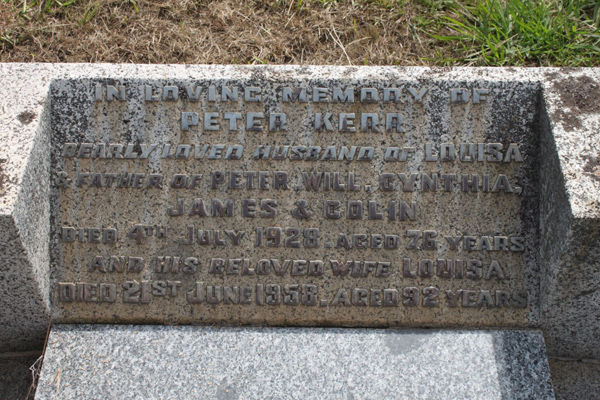 IN LOVING MEMORY OF
PETER KERR
DEARLY LOVED HUSBAND OF LOUISA
& FATHER OF PETER. WILL. CYNTHIA,
JAMES & COLIN
DIED 4TH JULY 1928. AGED 76 YEARS
AND HIS BELOVED WIFE LOUISA,
DIED 21ST JUNE 1958. AGED 92 YEARS